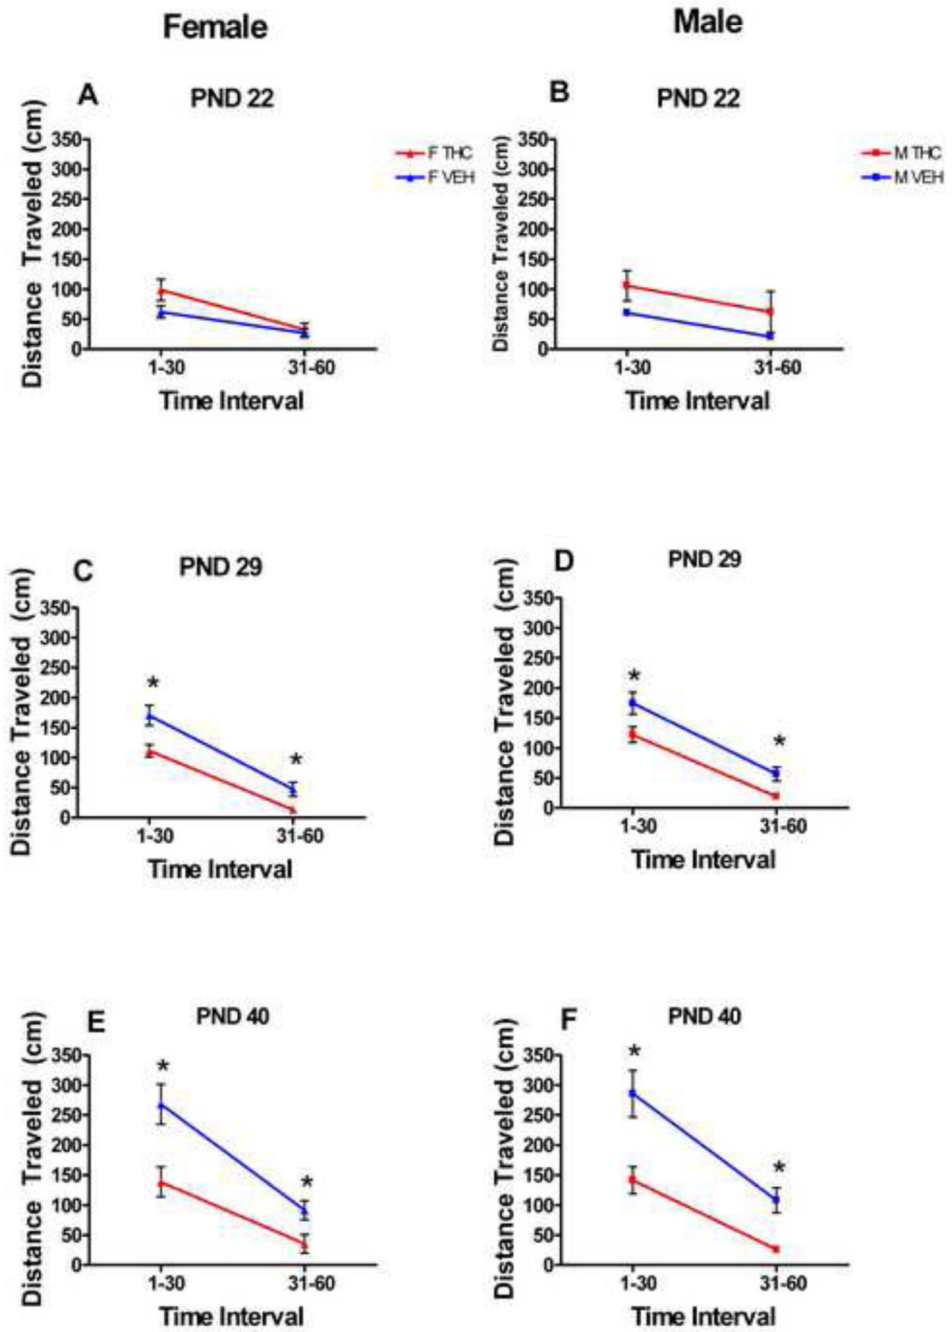 Female
Male
A
PND 22
Distance Traveled (cm)
350
300
250
200
150
100
50
0
F THC
F VEH
1-30
31-60
Time Interval
B
PND 22
Distance Traveled (cm)
350
300
250
200
150
100
50
0
M THC
M VEH
1-30
31-60
Time Interval
C
PND 29
Distance Traveled (cm)
350
300
250
200
150
100
50
0
*
*
1-30
31-60
Time Interval
D
PND 29
Distance Traveled (cm)
350
300
250
200
150
100
50
0
*
*
1-30
31-60
Time Interval
E
PND 40
Distance Traveled (cm)
350
300
250
200
150
100
50
0
*
*
1-30
31-60
Time Interval
F
PND 40
Distance Traveled (cm)
350
300
250
200
150
100
50
0
*
*
1-30
31-60
Time Interval